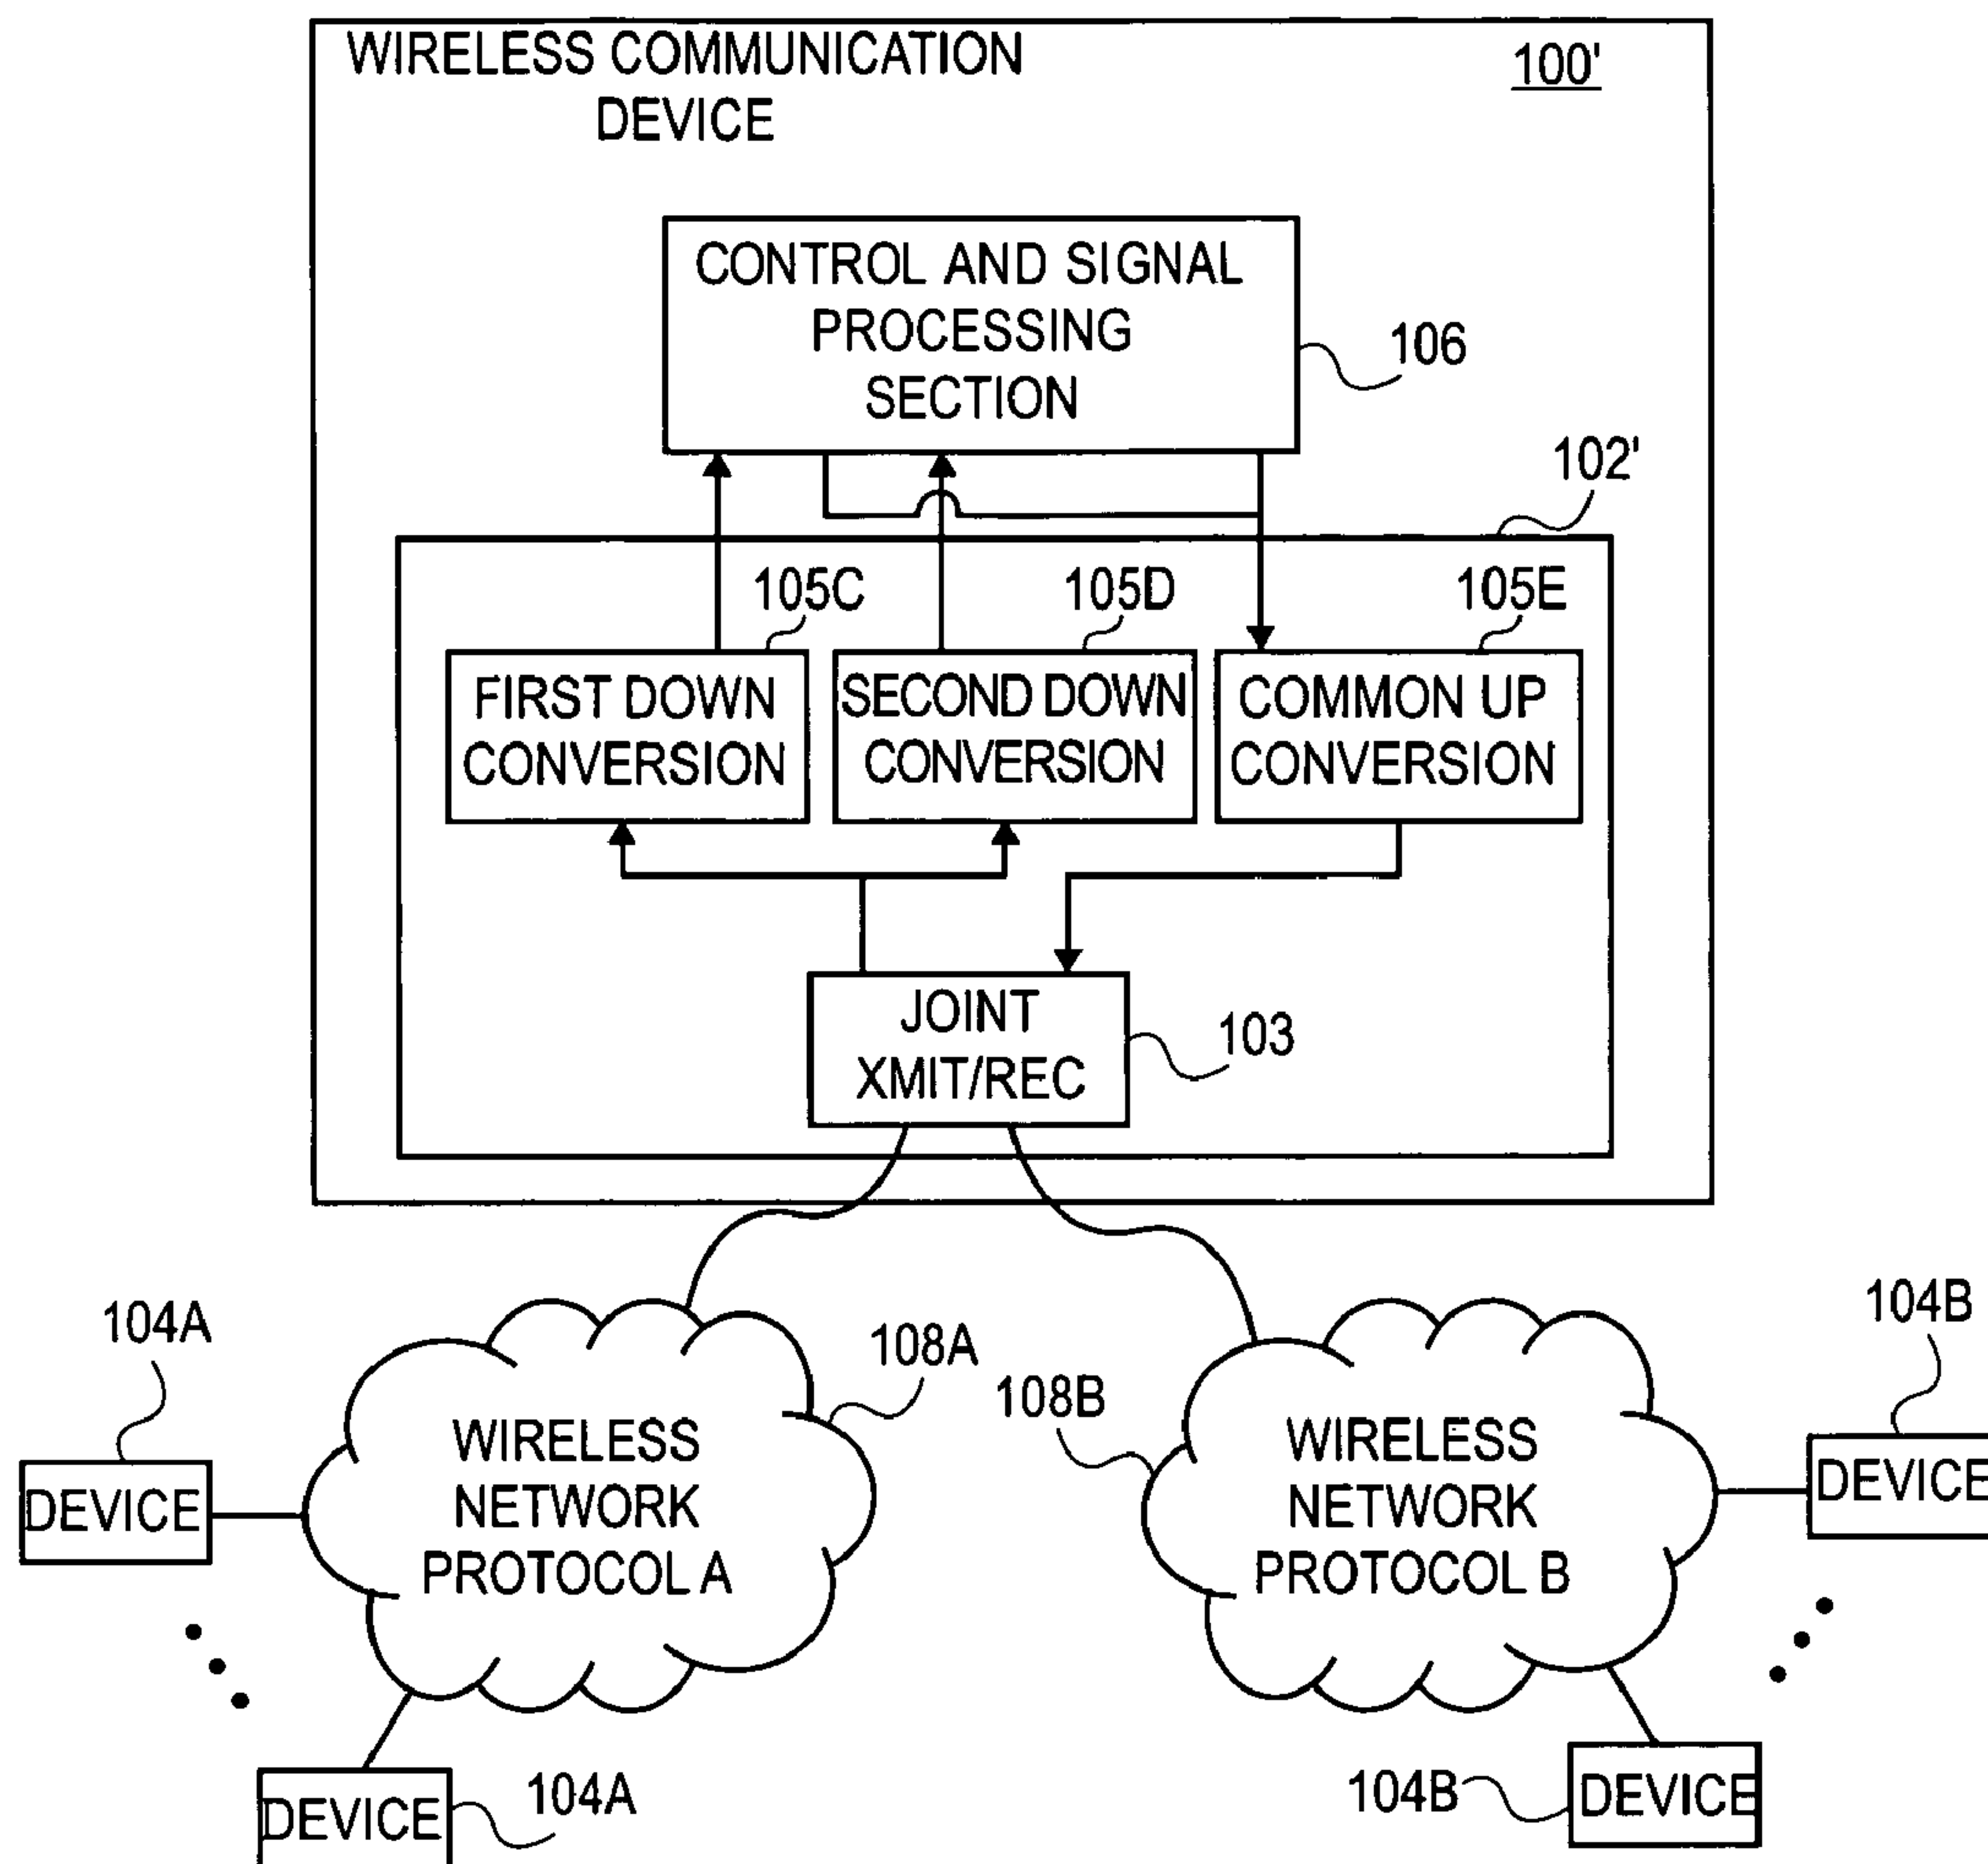 WIRELESS COMMUNICATION
DEVICE
100'
CONTROL AND SIGNAL
PROCESSING
SECTION
106
102'
105C
105D
105E
FIRST DOWN
CONVERSION
SECOND DOWN
CONVERSION
COMMON UP
CONVERSION
JOINT
XMIT/REC
103
104A
108A
108B
104B
WIRELESS
NETWORK
PROTOCOL A
WIRELESS
NETWORK
PROTOCOL B
DEVICE
DEVICE
DEVICE
104A
104B
DEVICE